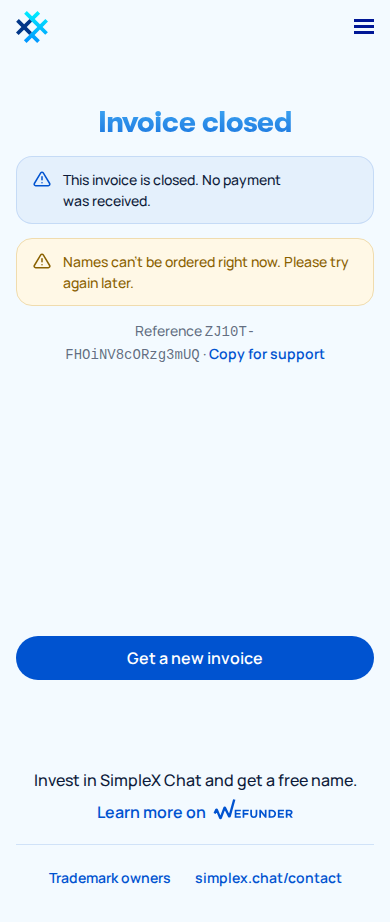 Invoice closed
This invoice is closed. No payment
was received.
Names can't be ordered right now. Please try
again later.
Reference ZJ10T-
FHOiNV8cORzg3mUQ · Copy for support
Get a new invoice
Invest in SimpleX Chat and get a free name.
Learn more on WEFUNDER
Trademark owners simplex.chat/contact